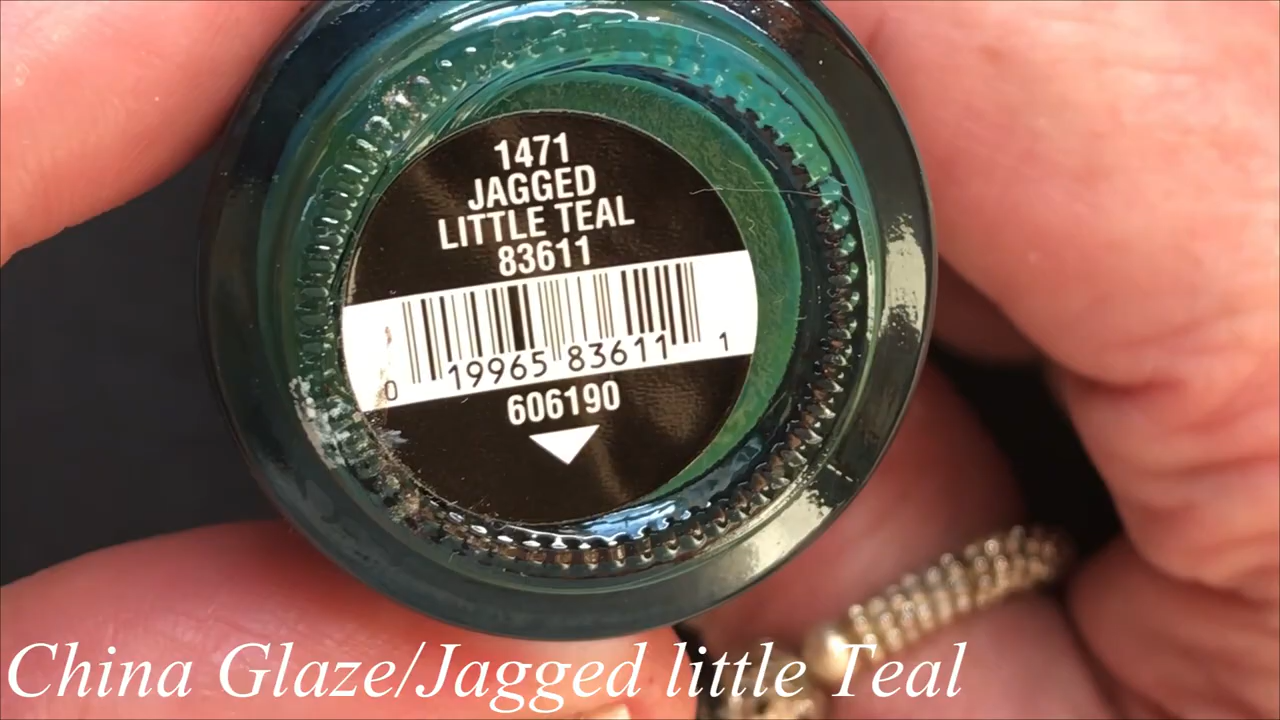 1471
JAGGED
LITTLE TEAL
83611
0 19965 83611 1
606190
China Glaze/Jagged little Teal